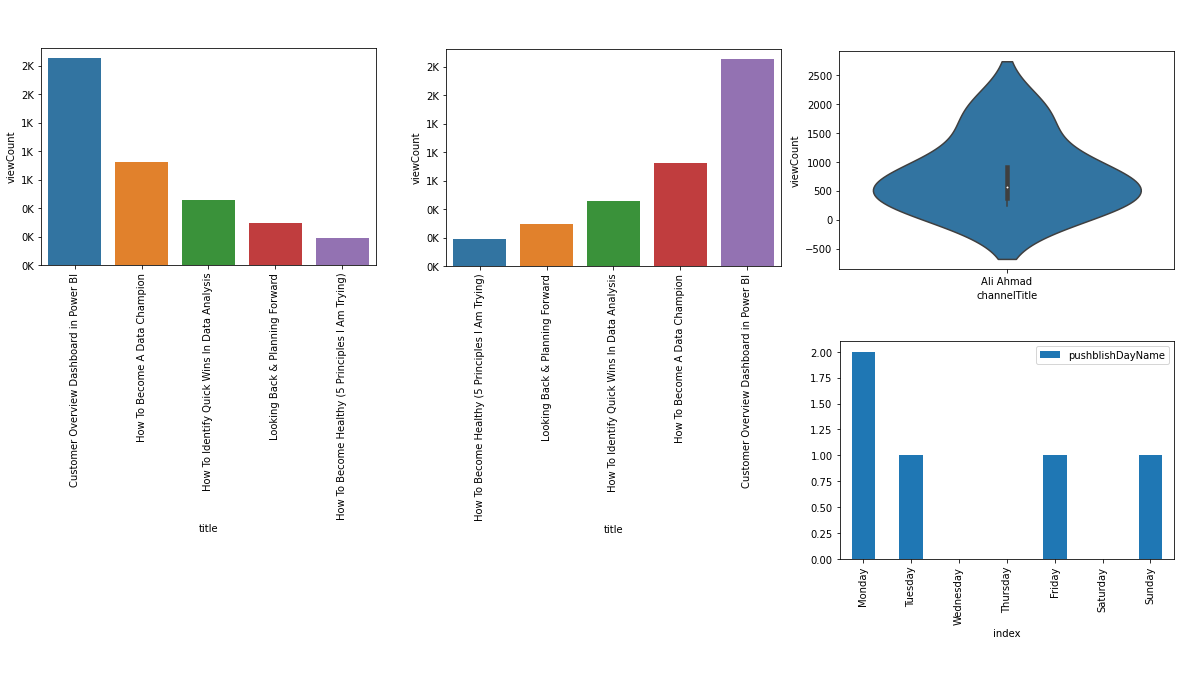 2K
2K
1K
1K
1K
0K
0K
0K
viewCount
Customer Overview Dashboard in Power BI
How To Become A Data Champion
How To Identify Quick Wins In Data Analysis
Looking Back & Planning Forward
How To Become Healthy (5 Principles I Am Trying)
title
2K
2K
1K
1K
1K
0K
0K
0K
viewCount
How To Become Healthy (5 Principles I Am Trying)
Looking Back & Planning Forward
How To Identify Quick Wins In Data Analysis
How To Become A Data Champion
Customer Overview Dashboard in Power BI
title
2500
2000
1500
1000
500
0
−500
viewCount
Ali Ahmad
channelTitle
pushblishDayName
2.00
1.75
1.50
1.25
1.00
0.75
0.50
0.25
0.00
Monday
Tuesday
Wednesday
Thursday
Friday
Saturday
Sunday
index